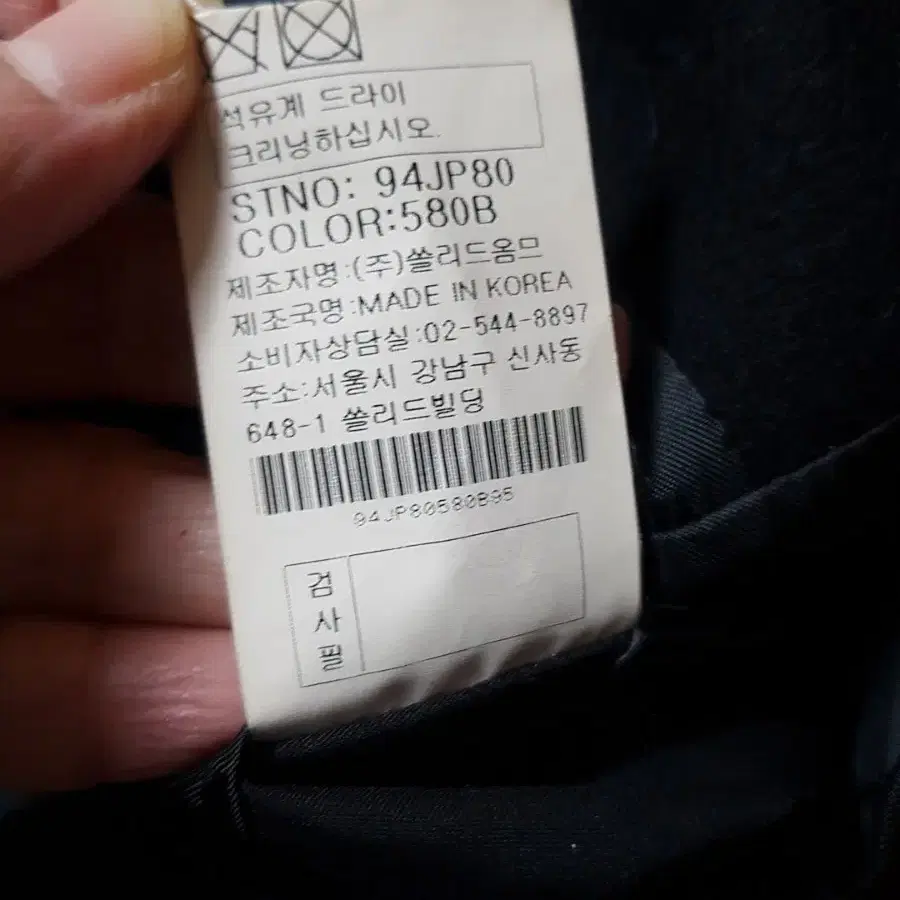 석유계 드라이
크리닝하십시오.
STNO: 94JP80
COLOR:580B
제조자명:(주)쏠리드옴므
제조국명:MADE IN KOREA
소비자상담실:02-544-8897
주소:서울시 강남구 신사동
648-1 쏠리드빌딩
94JP80580B95
검
사
필